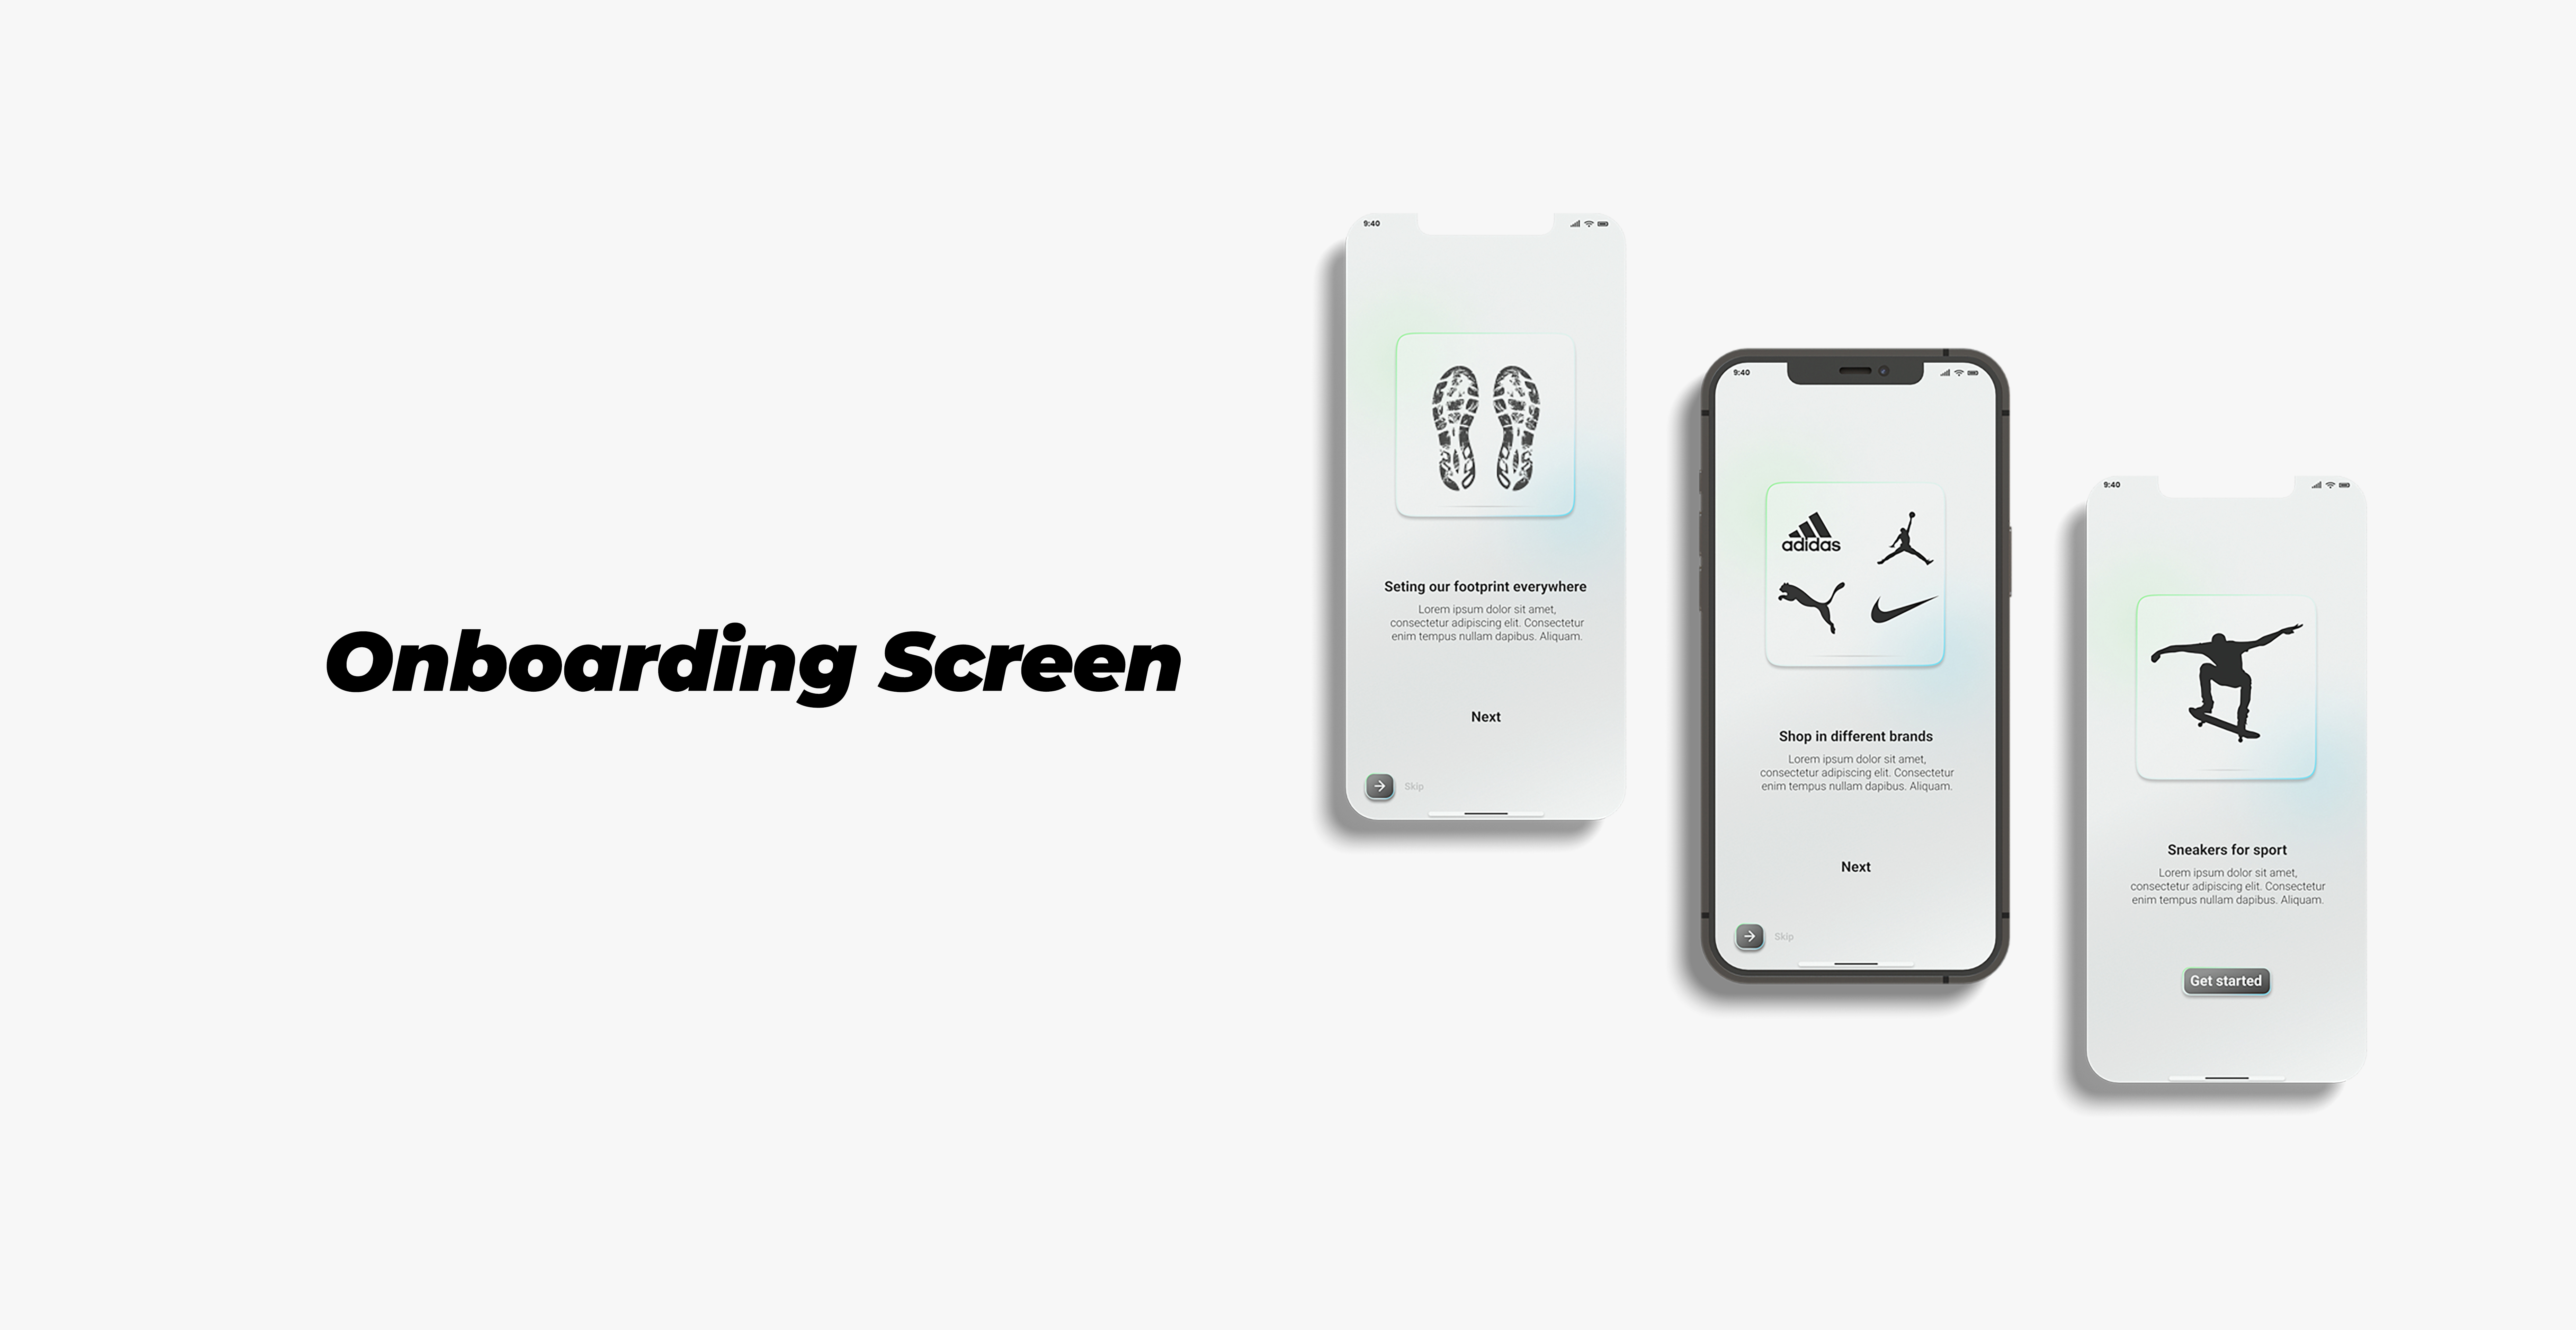 Onboarding Screen
9:40
Seting our footprint everywhere
Lorem ipsum dolor sit amet,
consectetur adipiscing elit. Consectetur
enim tempus nullam dapibus. Aliquam.
Next
Skip
9:40
adidas
Shop in different brands
Lorem ipsum dolor sit amet,
consectetur adipiscing elit. Consectetur
enim tempus nullam dapibus. Aliquam.
Next
Skip
9:40
Sneakers for sport
Lorem ipsum dolor sit amet,
consectetur adipiscing elit. Consectetur
enim tempus nullam dapibus. Aliquam.
Get started